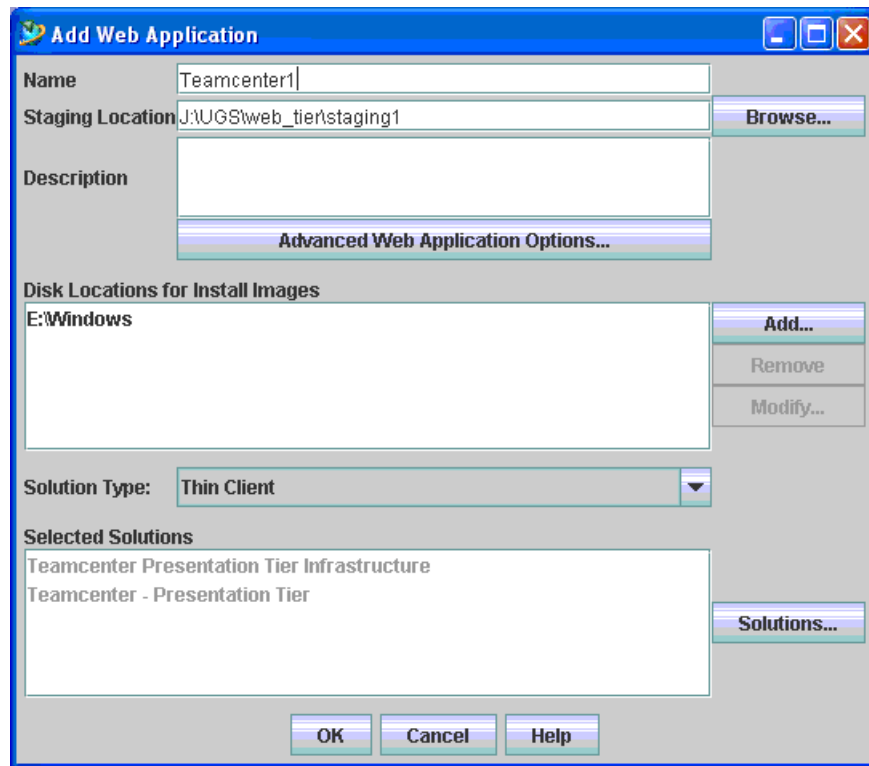 Add Web Application
Name Teamcenter1
Staging Location J:\UGS\web_tier\staging1 Browse...
Description
Advanced Web Application Options...
Disk Locations for Install Images
E:\Windows
Add...
Remove
Modify...
Solution Type: Thin Client
Selected Solutions
Teamcenter Presentation Tier Infrastructure
Teamcenter - Presentation Tier
Solutions...
OK Cancel Help